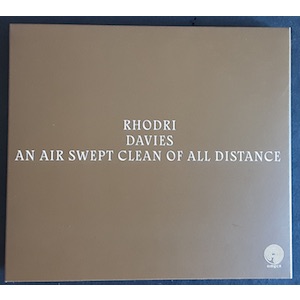 RHODRI
DAVIES
AN AIR SWEPT CLEAN OF ALL DISTANCE